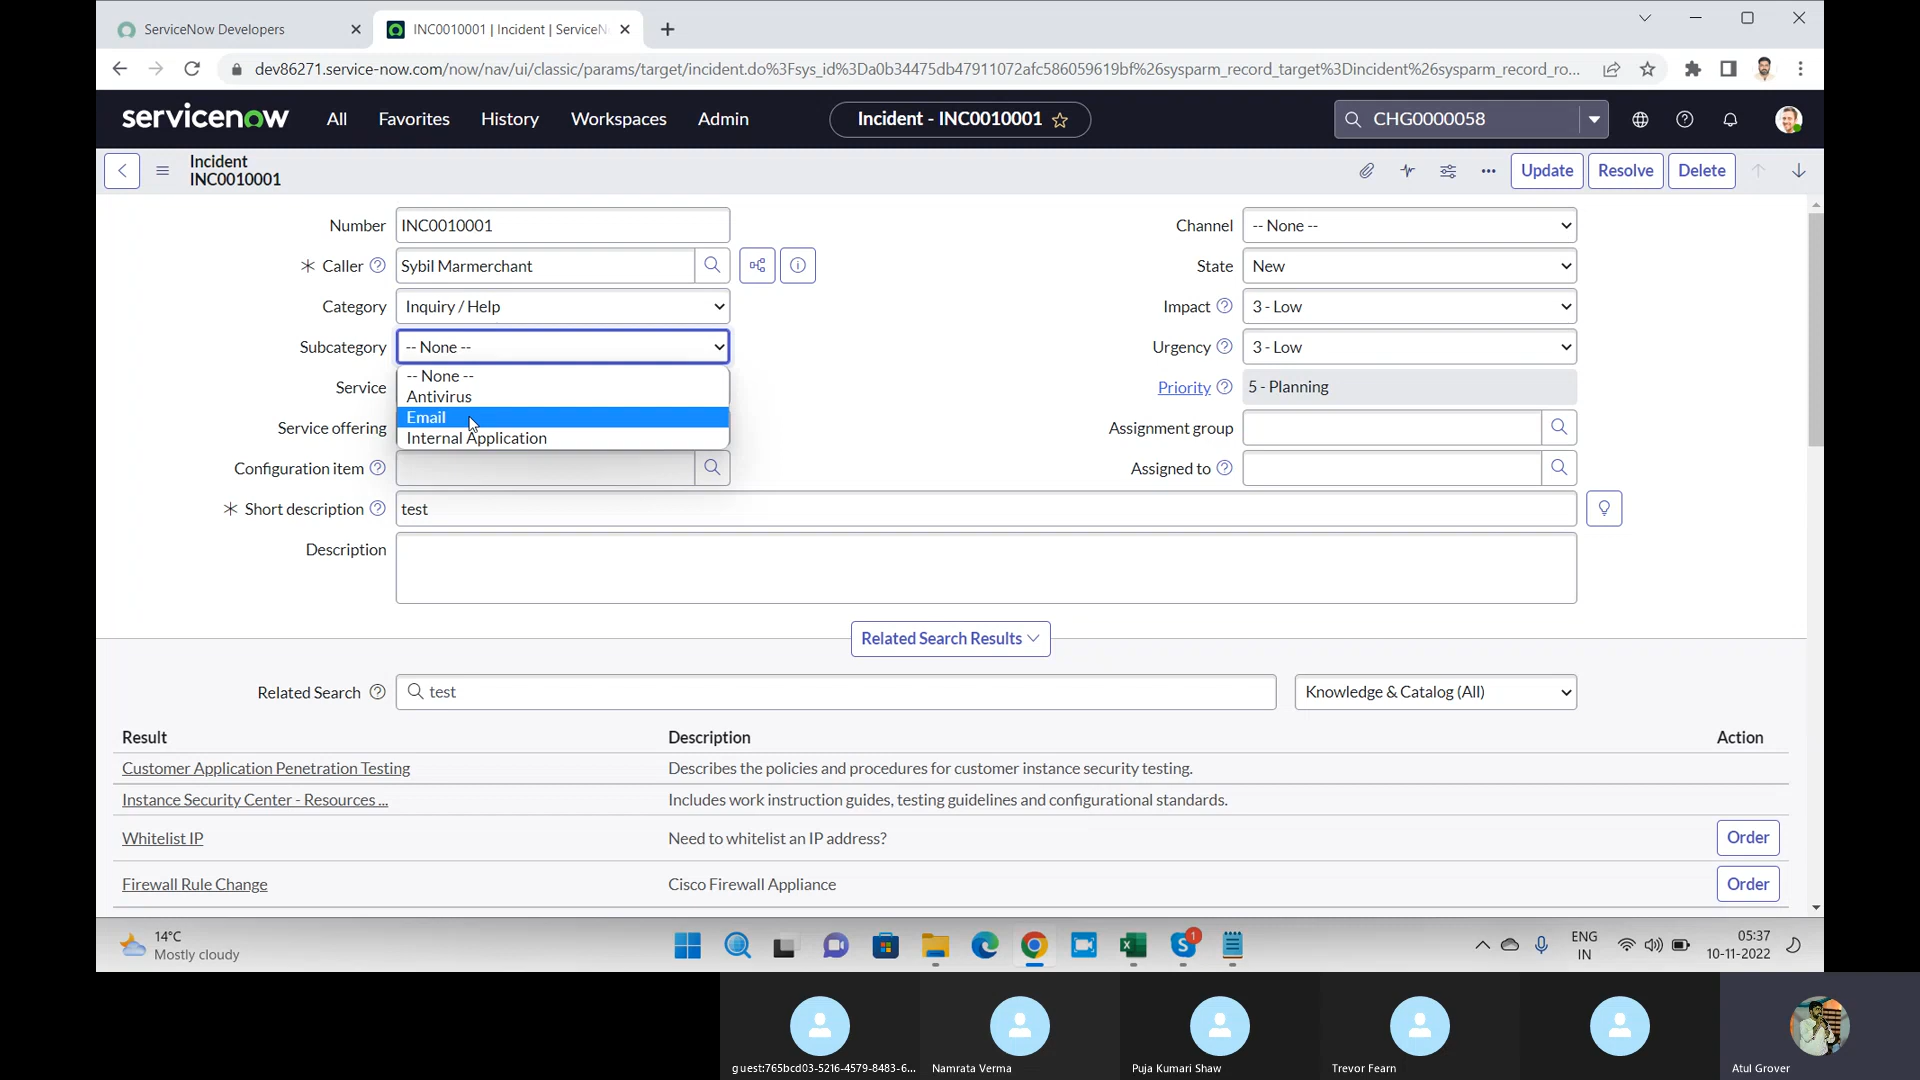 ServiceNow Developers
INC0010001 | Incident | ServiceN
dev86271.service-now.com/now/nav/ui/classic/params/target/incident.do%3Fsys_id%3Da0b34475db47911072afc586059619bf%26sysparm_record_target%3Dincident%26sysparm_record_ro...
servicenow
All
Favorites
History
Workspaces
Admin
Incident - INC0010001
CHG0000058
Incident
INC0010001
Update
Resolve
Delete
Number
INC0010001
Channel
-- None --
Caller
Sybil Marmerchant
State
New
Category
Inquiry / Help
Impact
3 - Low
Subcategory
-- None --
Urgency
3 - Low
-- None --
Antivirus
Email
Internal Application
Service
Priority
5 - Planning
Service offering
Assignment group
Configuration item
Assigned to
Short description
test
Description
Related Search Results
Related Search
test
Knowledge & Catalog (All)
Result
Description
Action
Customer Application Penetration Testing
Describes the policies and procedures for customer instance security testing.
Instance Security Center - Resources ...
Includes work instruction guides, testing guidelines and configurational standards.
Whitelist IP
Need to whitelist an IP address?
Order
Firewall Rule Change
Cisco Firewall Appliance
Order
14°C
Mostly cloudy
1
ENG
IN
05:37
10-11-2022
guest:765bcd03-5216-4579-8483-6...
Namrata Verma
Puja Kumari Shaw
Trevor Fearn
Atul Grover